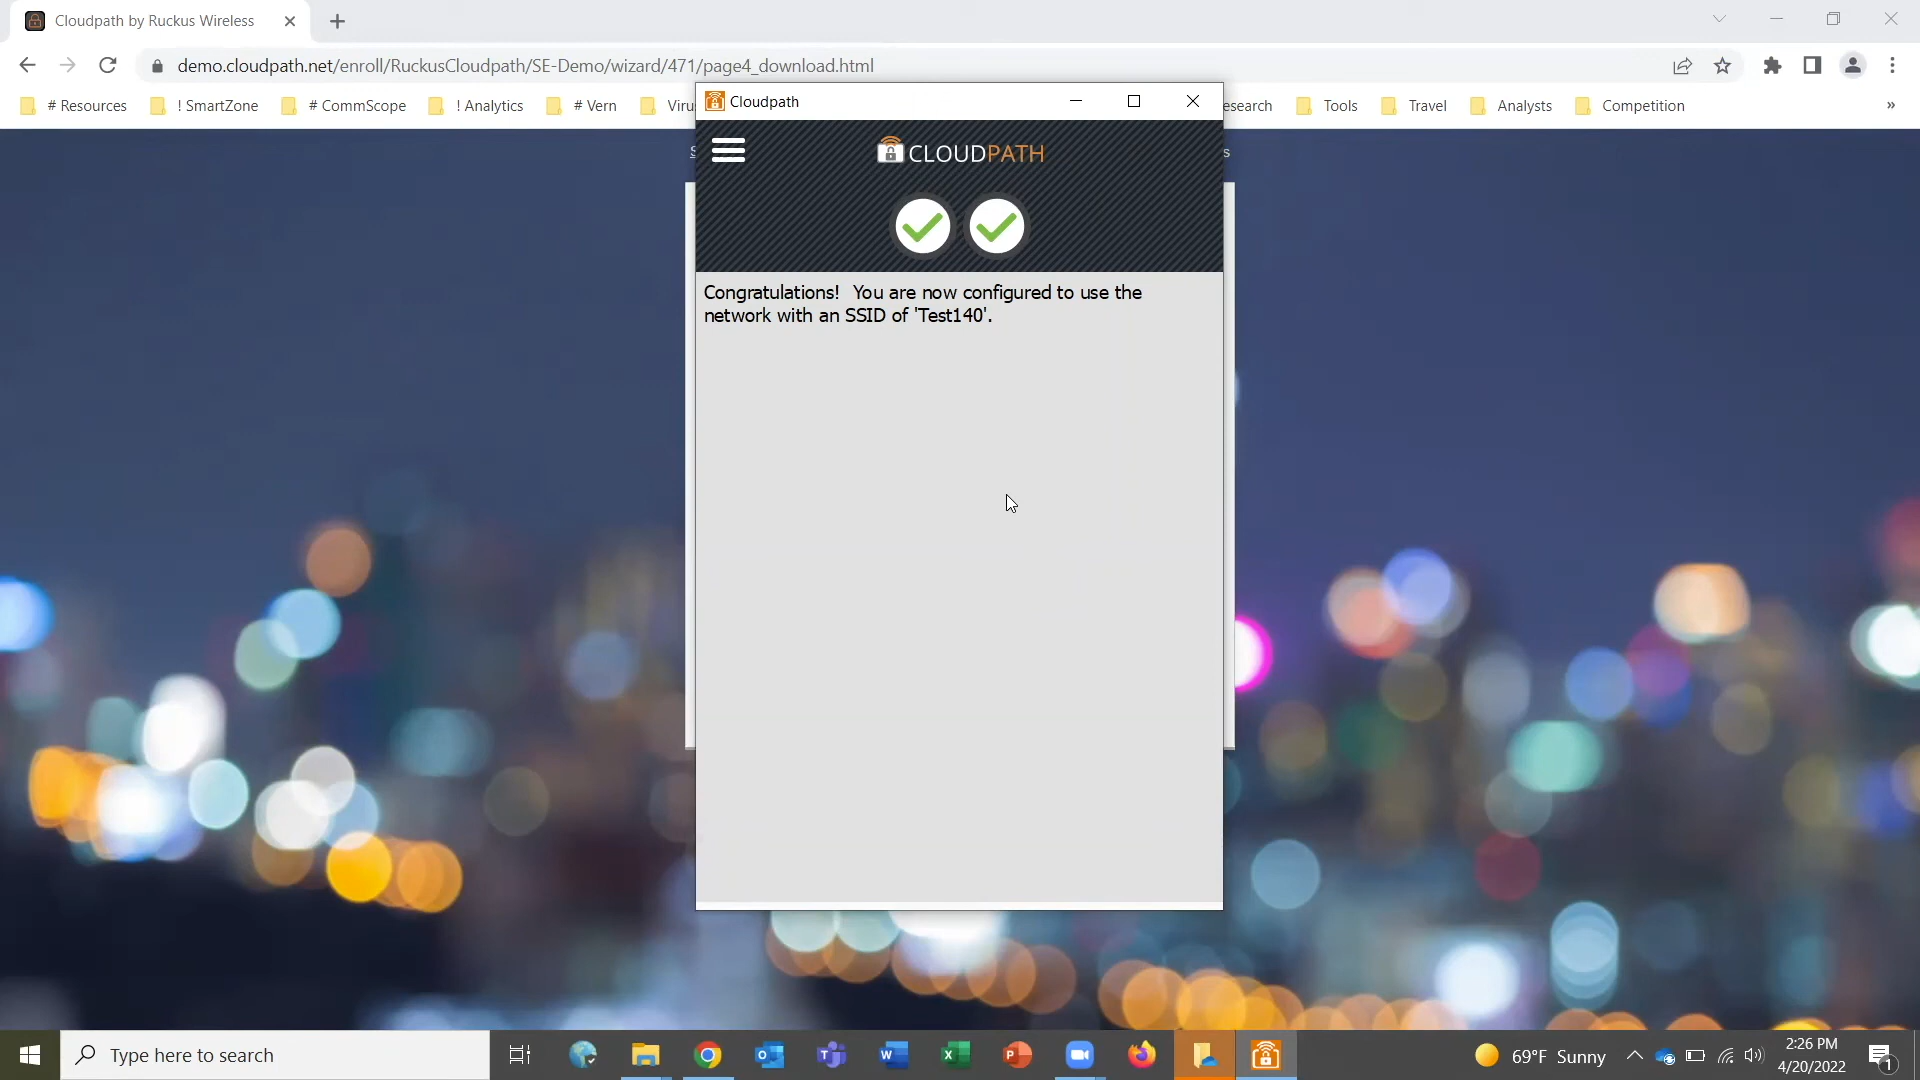 Cloudpath by Ruckus Wireless
demo.cloudpath.net/enroll/RuckusCloudpath/SE-Demo/wizard/471/page4_download.html
# Resources
! SmartZone
# CommScope
! Analytics
# Vern
Viru
esearch
Tools
Travel
Analysts
Competition
»
Cloudpath
CLOUDPATH
S
s
Congratulations! You are now configured to use the
network with an SSID of 'Test140'.
Type here to search
69°F Sunny
2:26 PM
4/20/2022
1